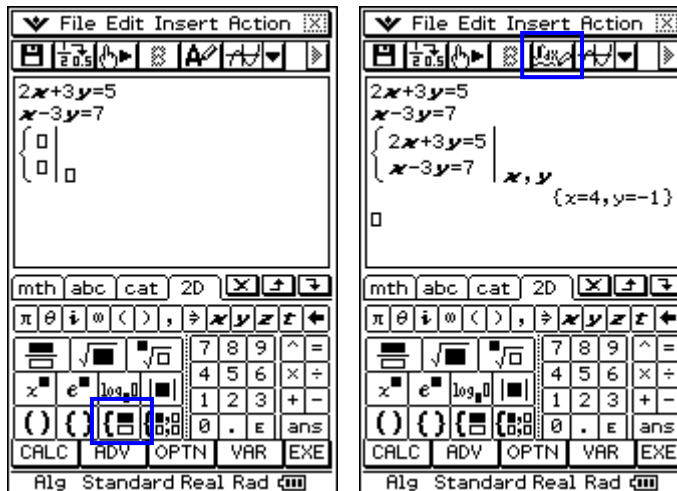 File Edit Insert Action
2x+3y=5
x-3y=7
mth abc cat 2D
π θ i ∞ ( ) , ⇒ x y z t
7 8 9 ^ =
4 5 6 × ÷
1 2 3 + -
0 . E ans
CALC ADV OPTN VAR EXE
Alg Standard Real Rad
File Edit Insert Action
2x+3y=5
x-3y=7
2x+3y=5
x-3y=7 x,y
{x=4,y=-1}
mth abc cat 2D
π θ i ∞ ( ) , ⇒ x y z t
7 8 9 ^ =
4 5 6 × ÷
1 2 3 + -
0 . E ans
CALC ADV OPTN VAR EXE
Alg Standard Real Rad